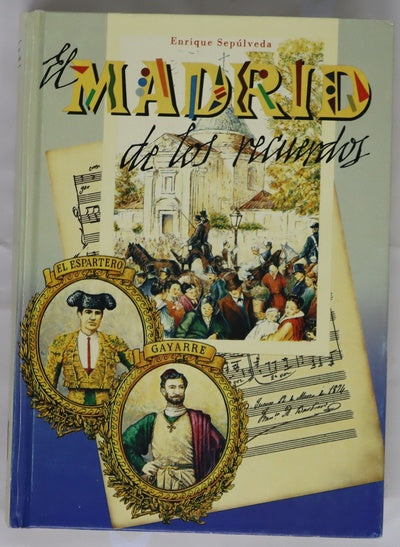 Enrique Sepúlveda
El
MADRID
de los recuerdos
EL ESPARTERO
GAYARRE